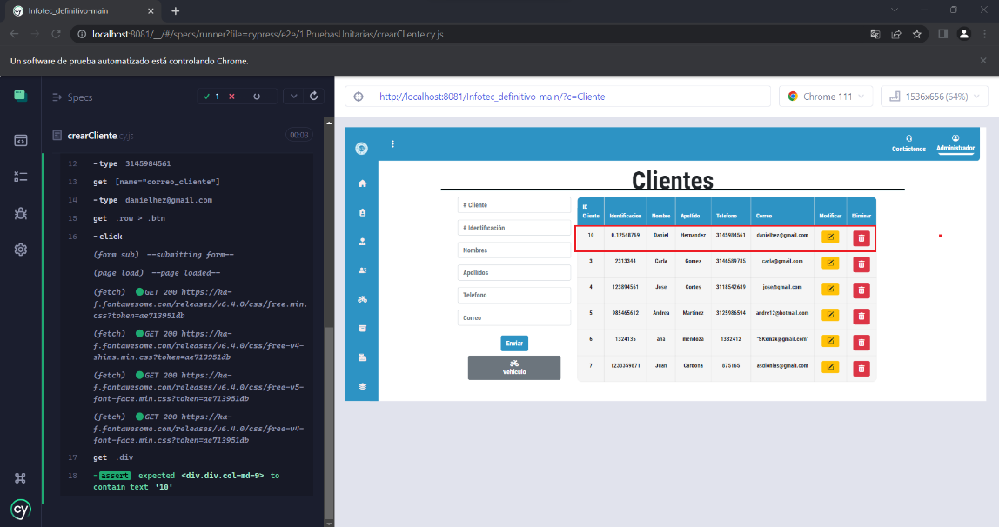 Infotec_definitivo-main
localhost:8081/__/#/specs/runner?file=cypress/e2e/1.PruebasUnitarias/crearCliente.cy.js
Un software de prueba automatizado está controlando Chrome.
Specs
1 -- --
crearCliente.cy.js 00:03
12 -type 3145984561
13 get [name="correo_cliente"]
14 -type danielhez@gmail.com
15 get .row > .btn
16 -click
(form sub) --submitting form--
(page load) --page loaded--
(fetch) GET 200 https://ka-
f.fontawesome.com/releases/v6.4.0/css/free.min.
css?token=ae713951db
(fetch) GET 200 https://ka-
f.fontawesome.com/releases/v6.4.0/css/free-v4-
shims.min.css?token=ae713951db
(fetch) GET 200 https://ka-
f.fontawesome.com/releases/v6.4.0/css/free-v5-
font-face.min.css?token=ae713951db
(fetch) GET 200 https://ka-
f.fontawesome.com/releases/v6.4.0/css/free-v4-
font-face.min.css?token=ae713951db
17 get .div
18 -assert expected <div.div.col-md-9> to
contain text '10'
cy
http://localhost:8081/Infotec_definitivo-main/?c=Cliente
Chrome 111
1536x656 (64%)
Contáctenos
Administrador
Clientes
# Cliente
# Identificación
Nombres
Apellidos
Telefono
Correo
Enviar
Vehiculo
ID Cliente Identificacion Nombre Apellido Telefono Correo Modificar Eliminar
10 0.12548769 Daniel Hernandez 3145984561 danielhez@gmail.com
3 2313344 Carla Gomez 3146589785 carla@gmail.com
4 123894561 Jose Cortes 3118542689 jose@gmail.com
5 985465612 Andrea Martinez 3125986594 andre12@hotmail.com
6 1324135 ana mendoza 1332412 "SKxmzk@gmail.com"
7 1233359871 Juan Cardona 875165 asdiohias@gmail.com